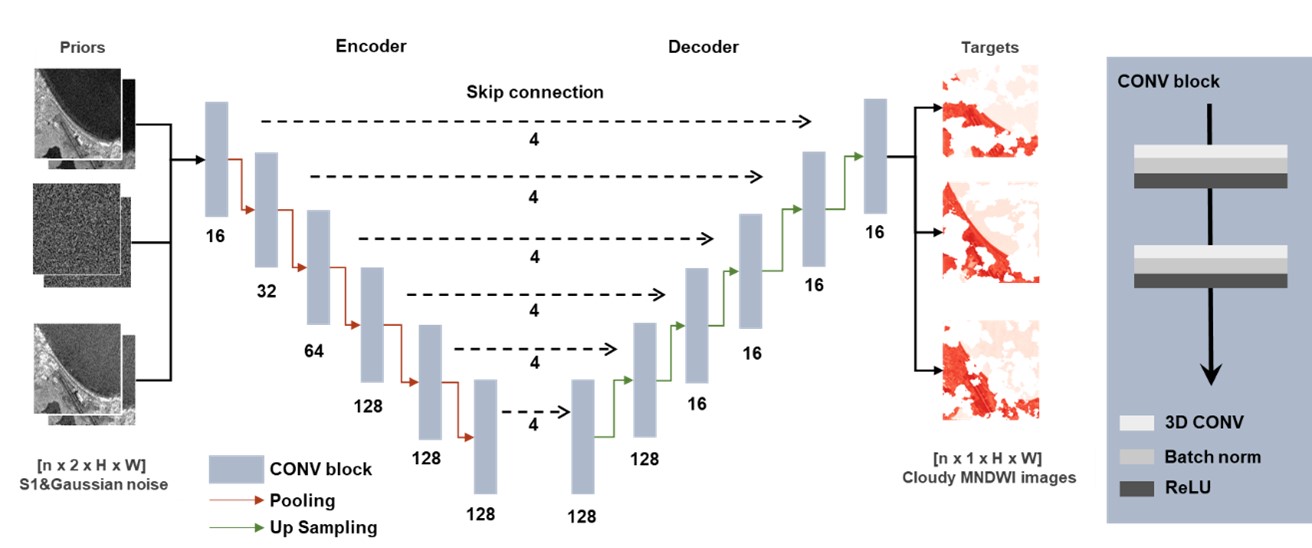 Priors
Encoder
Decoder
Targets
CONV block
Skip connection
4
4
4
4
4
4
16
32
64
128
128
128
128
128
16
16
16
16
[n x 2 x H x W]
S1&Gaussian noise
CONV block
Pooling
Up Sampling
[n x 1 x H x W]
Cloudy MNDWI images
3D CONV
Batch norm
ReLU